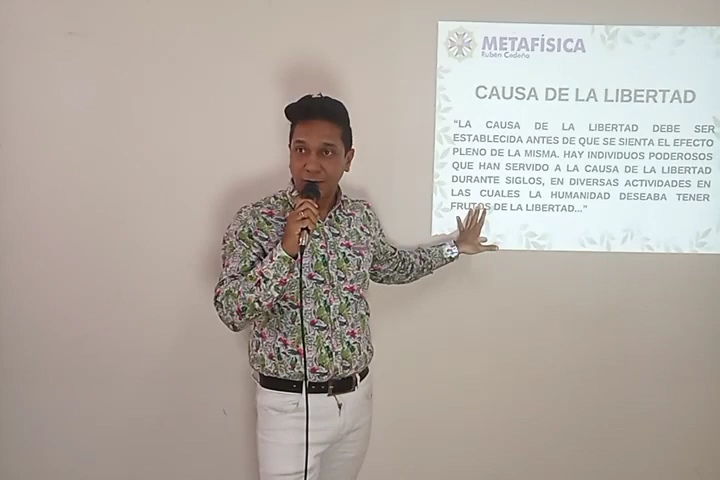 METAFÍSICA
Rubén Cedeño
CAUSA DE LA LIBERTAD
"LA CAUSA DE LA LIBERTAD DEBE SER
ESTABLECIDA ANTES DE QUE SE SIENTA EL EFECTO
PLENO DE LA MISMA. HAY INDIVIDUOS PODEROSOS
QUE HAN SERVIDO A LA CAUSA DE LA LIBERTAD
DURANTE SIGLOS, EN DIVERSAS ACTIVIDADES EN
LAS CUALES LA HUMANIDAD DESEABA TENER
FRUTOS DE LA LIBERTAD..."